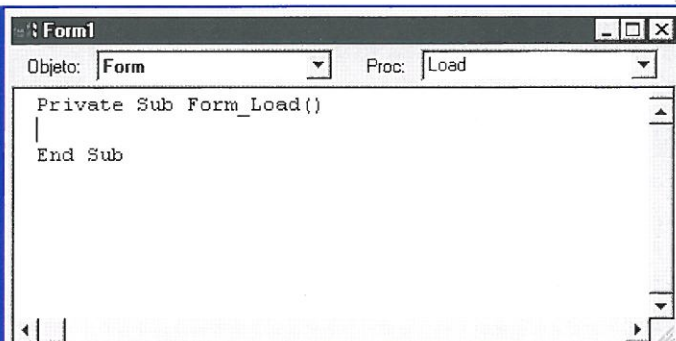 Form1
Objeto: Form Proc: Load
Private Sub Form_Load()
End Sub